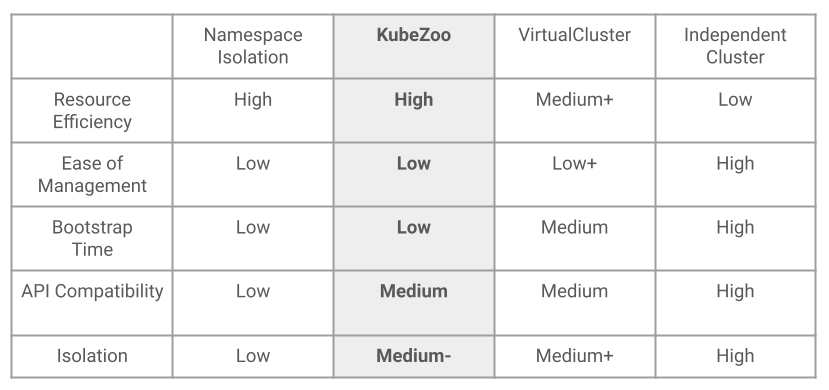 Namespace Isolation KubeZoo VirtualCluster Independent Cluster
Resource Efficiency High High Medium+ Low
Ease of Management Low Low Low+ High
Bootstrap Time Low Low Medium High
API Compatibility Low Medium Medium High
Isolation Low Medium- Medium+ High